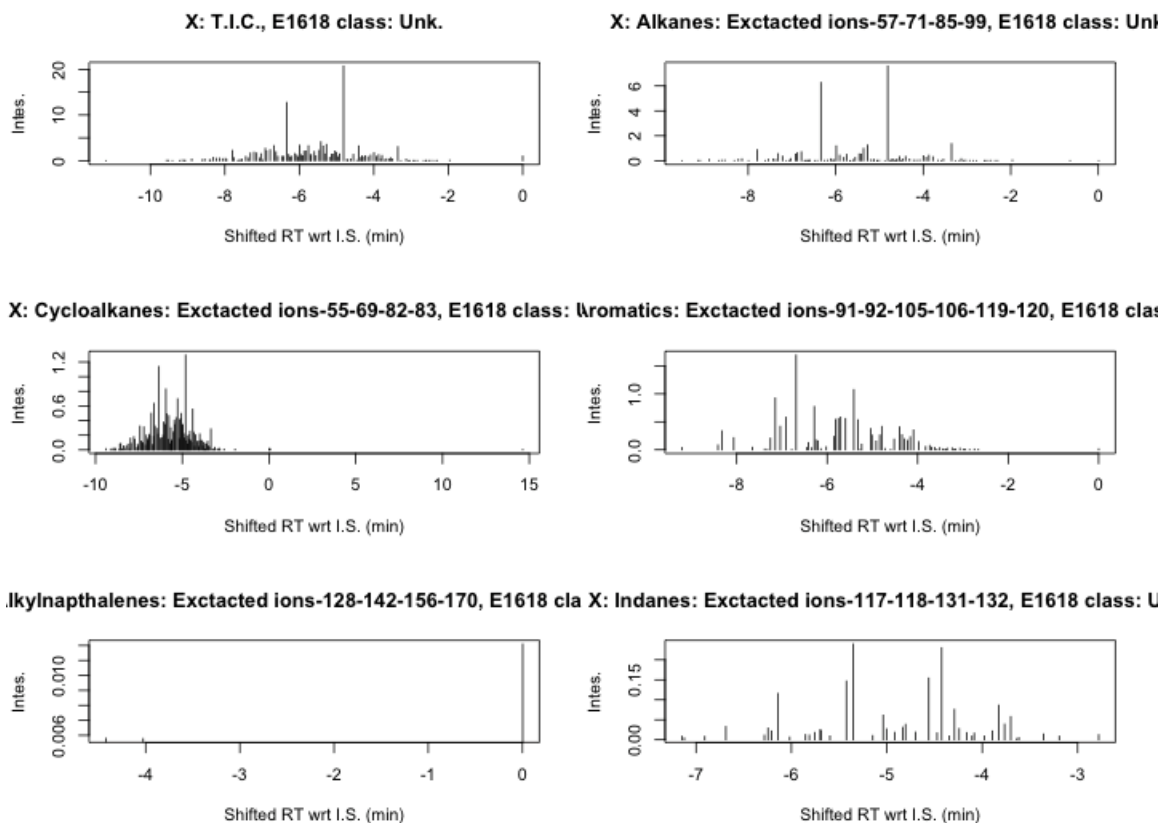 X: T.I.C., E1618 class: Unk.
Intes.
20
10
0
-10 -8 -6 -4 -2 0
Shifted RT wrt I.S. (min)
X: Alkanes: Exctacted ions-57-71-85-99, E1618 class: Unk
Intes.
6
4
2
0
-8 -6 -4 -2 0
Shifted RT wrt I.S. (min)
X: Cycloalkanes: Exctacted ions-55-69-82-83, E1618 class: U
Intes.
1.2
0.6
0.0
-10 -5 0 5 10 15
Shifted RT wrt I.S. (min)
Aromatics: Exctacted ions-91-92-105-106-119-120, E1618 clas
Intes.
1.0
0.0
-8 -6 -4 -2 0
Shifted RT wrt I.S. (min)
lkylnapthalenes: Exctacted ions-128-142-156-170, E1618 cla
Intes.
0.010
0.006
-4 -3 -2 -1 0
Shifted RT wrt I.S. (min)
X: Indanes: Exctacted ions-117-118-131-132, E1618 class: U
Intes.
0.15
0.00
-7 -6 -5 -4 -3
Shifted RT wrt I.S. (min)